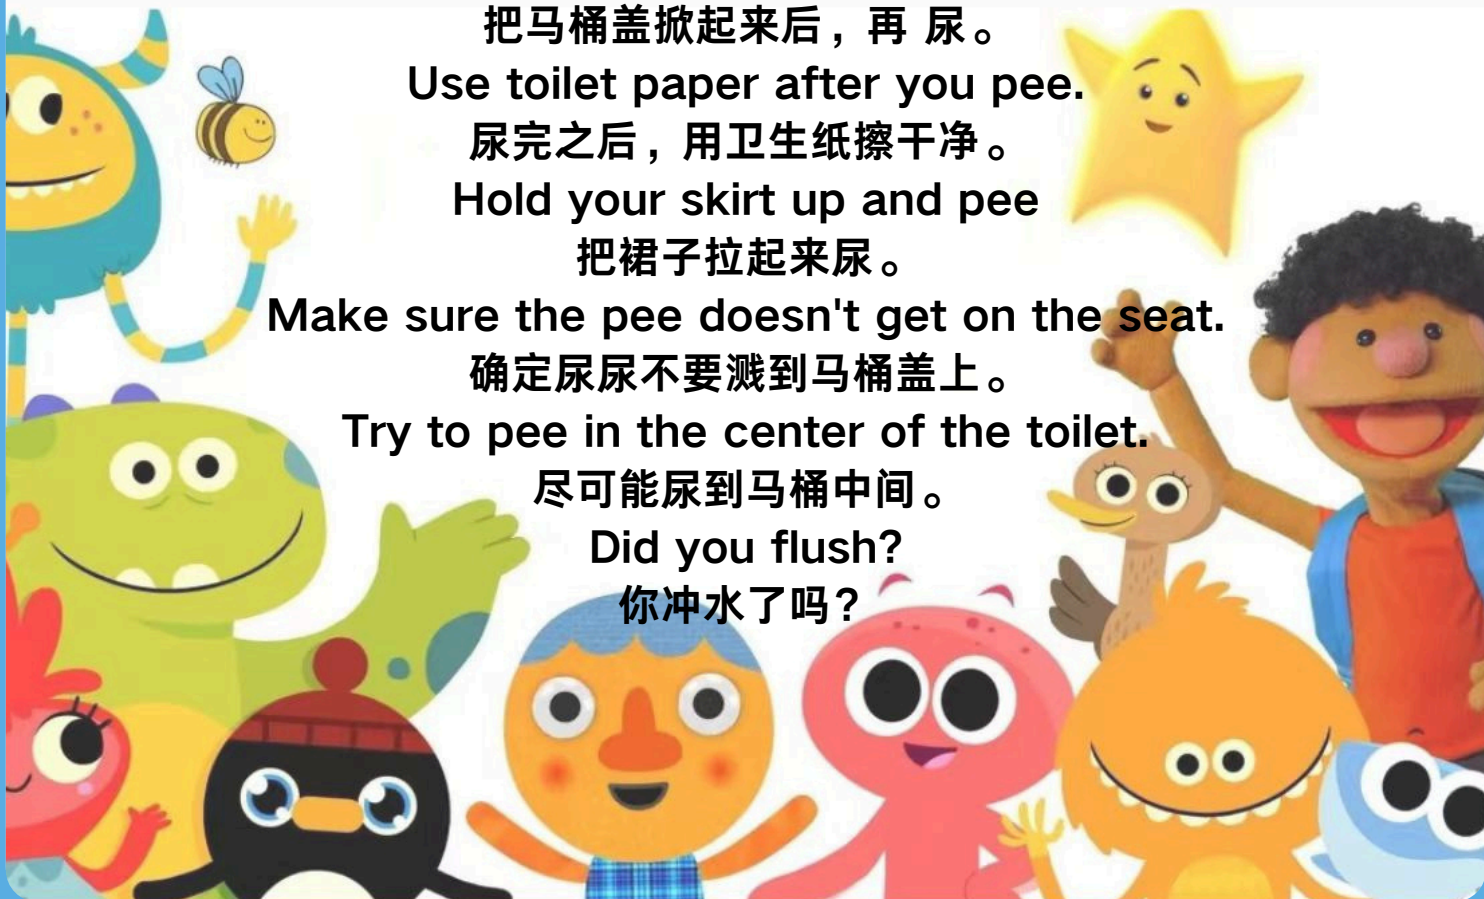 把马桶盖掀起来后，再 尿。
Use toilet paper after you pee.
尿完之后，用卫生纸擦干净。
Hold your skirt up and pee
把裙子拉起来尿。
Make sure the pee doesn't get on the seat.
确定尿尿不要溅到马桶盖上。
Try to pee in the center of the toilet.
尽可能尿到马桶中间。
Did you flush?
你冲水了吗？